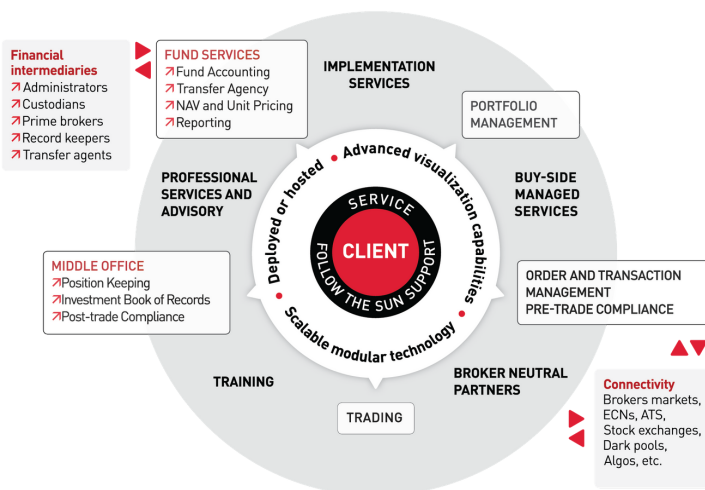 Financial
intermediaries
Administrators
Custodians
Prime brokers
Record keepers
Transfer agents
FUND SERVICES
Fund Accounting
Transfer Agency
NAV and Unit Pricing
Reporting
IMPLEMENTATION
SERVICES
PORTFOLIO
MANAGEMENT
PROFESSIONAL
SERVICES AND
ADVISORY
BUY-SIDE
MANAGED
SERVICES
Deployed or hosted • Advanced visualization capabilities • Scalable modular technology •
SERVICE
FOLLOW THE SUN SUPPORT
CLIENT
MIDDLE OFFICE
Position Keeping
Investment Book of Records
Post-trade Compliance
ORDER AND TRANSACTION
MANAGEMENT
PRE-TRADE COMPLIANCE
TRAINING
BROKER NEUTRAL
PARTNERS
TRADING
Connectivity
Brokers markets,
ECNs, ATS,
Stock exchanges,
Dark pools,
Algos, etc.